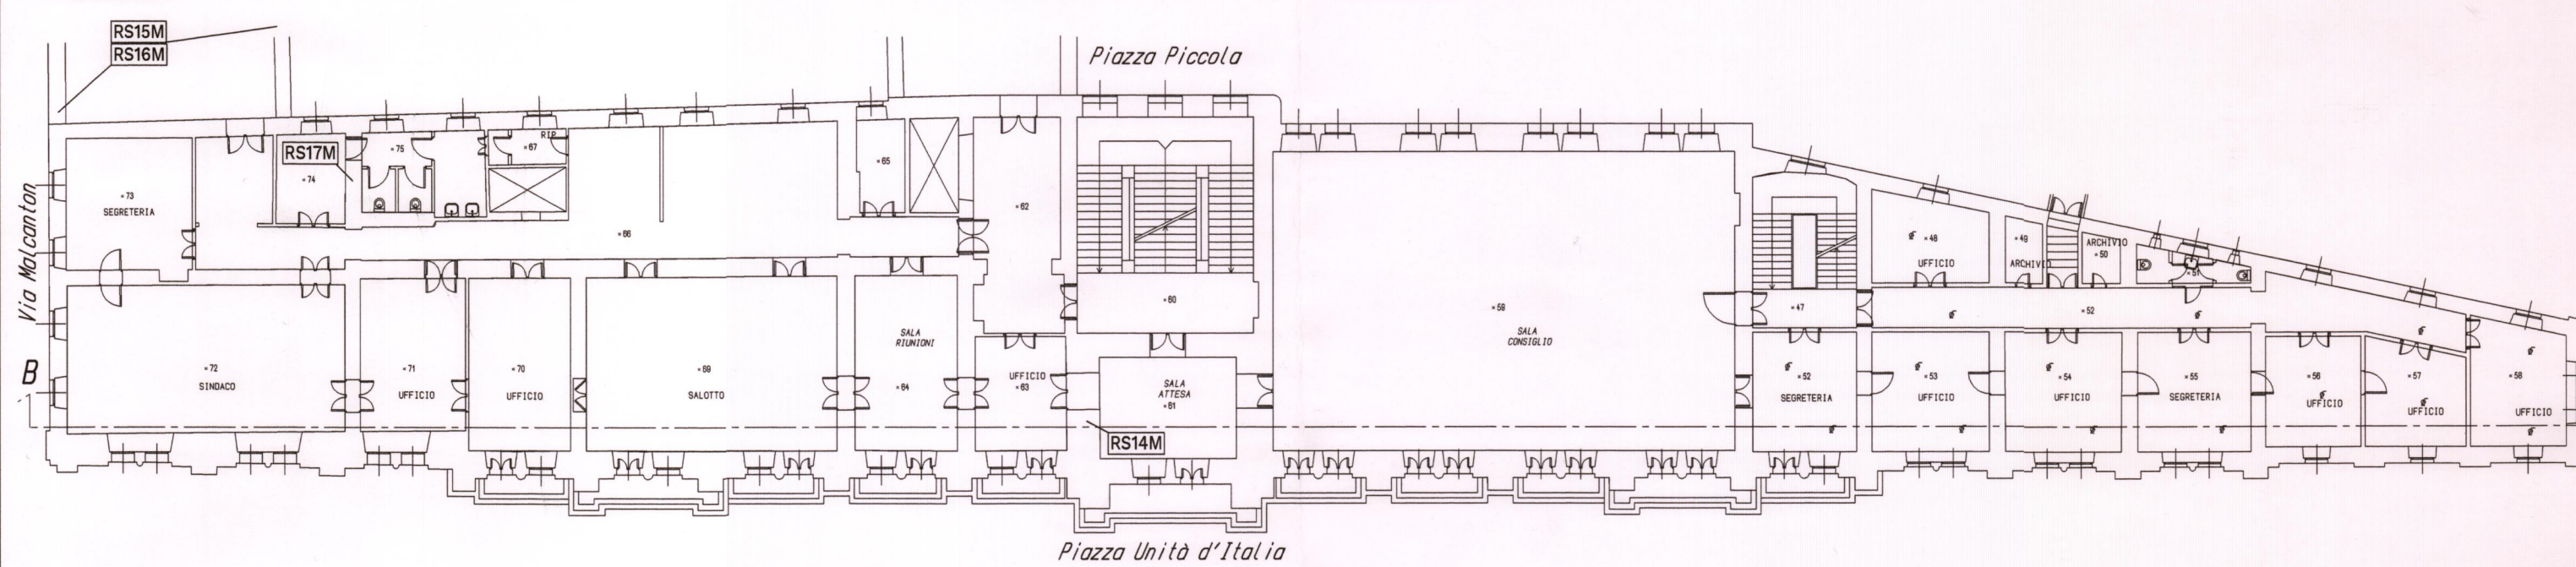 RS15M
RS16M
Piazza Piccola
RS17M
RIP
75
67
74
65
73
SEGRETERIA
62
66
48
UFFICIO
49
ARCHIVIO
ARCHIVIO
50
51
Via Malcanton
60
59
SALA
CONSIGLIO
47
52
SALA
RIUNIONI
64
72
SINDACO
71
UFFICIO
70
UFFICIO
69
SALOTTO
UFFICIO
63
SALA
ATTESA
61
52
SEGRETERIA
53
UFFICIO
54
UFFICIO
55
SEGRETERIA
56
UFFICIO
57
UFFICIO
58
UFFICIO
B
RS14M
Piazza Unità d'Italia